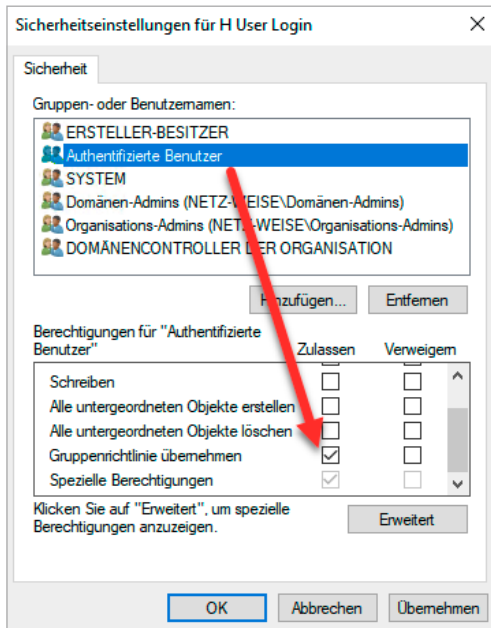 Sicherheitseinstellungen für H User Login
Sicherheit
Gruppen- oder Benutzernamen:
ERSTELLER-BESITZER
Authentifizierte Benutzer
SYSTEM
Domänen-Admins (NETZ-WEISE\Domänen-Admins)
Organisations-Admins (NETZ-WEISE\Organisations-Admins)
DOMÄNENCONTROLLER DER ORGANISATION
Hinzufügen... Entfernen
Berechtigungen für "Authentifizierte
Benutzer" Zulassen Verweigern
Schreiben
Alle untergeordneten Objekte erstellen
Alle untergeordneten Objekte löschen
Gruppenrichtlinie übernehmen
Spezielle Berechtigungen
Klicken Sie auf "Erweitert", um spezielle
Berechtigungen anzuzeigen. Erweitert
OK Abbrechen Übernehmen